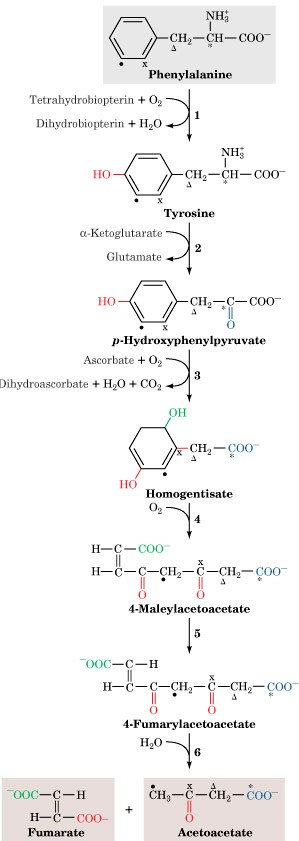 NH₃⁺
CH₂—CH—COO⁻
Δ *
• x
Phenylalanine
Tetrahydrobiopterin + O₂
1
Dihydrobiopterin + H₂O
NH₃⁺
HO CH₂—CH—COO⁻
Δ *
• x
Tyrosine
α-Ketoglutarate
2
Glutamate
HO CH₂—C—COO⁻
Δ *
• x O
p-Hydroxyphenylpyruvate
Ascorbate + O₂
3
Dihydroascorbate + H₂O + CO₂
OH
x CH₂—COO⁻
Δ *
HO •
Homogentisate
O₂
4
H—C—COO⁻ x
H—C—C—CH₂—C—CH₂—COO⁻
• Δ *
O O
4-Maleylacetoacetate
5
⁻OOC—C—H x
H—C—C—CH₂—C—CH₂—COO⁻
• Δ *
O O
4-Fumarylacetoacetate
H₂O
6
• x Δ *
⁻OOC—C—H CH₃—C—CH₂—COO⁻
+
H—C—COO⁻ O
Fumarate Acetoacetate